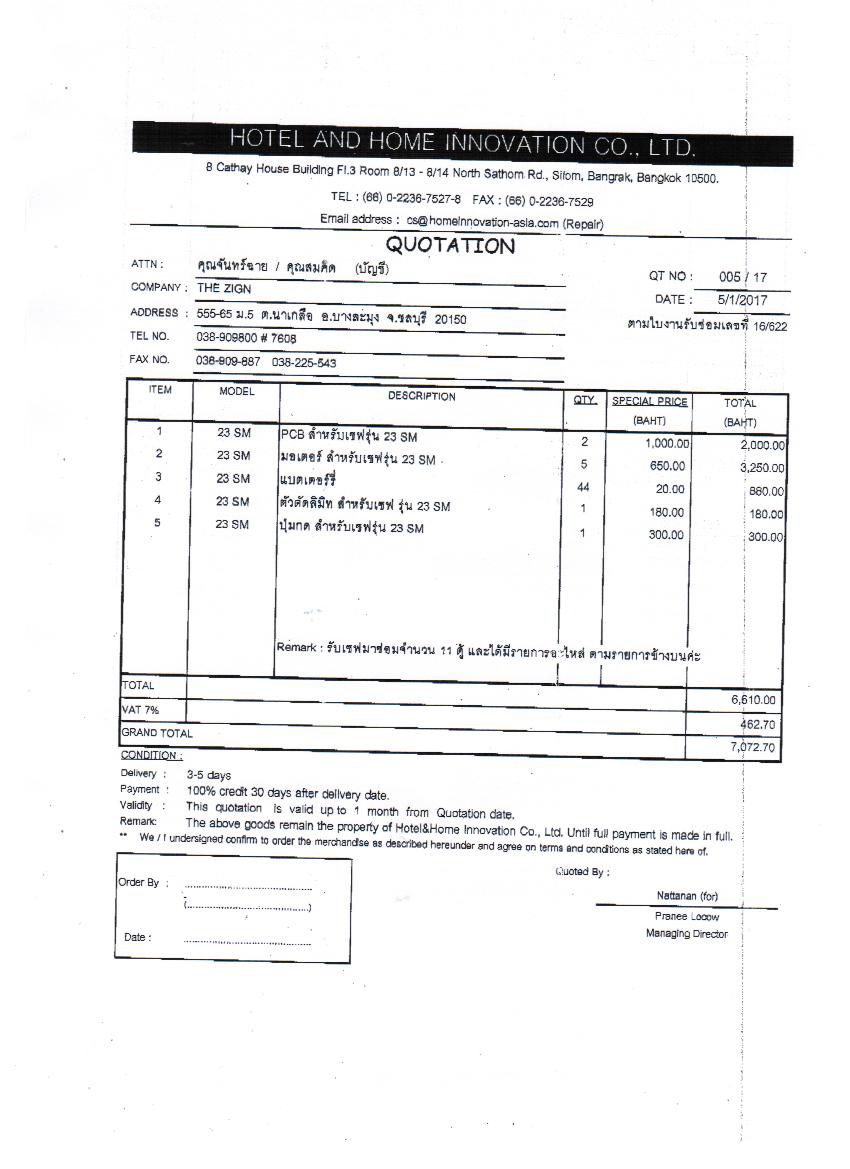 HOTEL AND HOME INNOVATION CO., LTD.
8 Cathay House Building Fl.3 Room 8/13 - 8/14 North Sathorn Rd., Silom, Bangrak, Bangkok 10500.
TEL : (66) 0-2236-7527-8 FAX : (66) 0-2236-7529
Email address : cs@homeinnovation-asia.com (Repair)
QUOTATION
ATTN : คุณจันทร์ฉาย / คุณสมคิด (บัญชี)
QT NO : 005 / 17
COMPANY : THE ZIGN
DATE : 5/1/2017
ADDRESS : 555-65 ม.5 ต.นาเกลือ อ.บางละมุง จ.ชลบุรี 20150
ตามใบงานรับซ่อมเลขที่ 16/622
TEL NO. 038-909800 # 7608
FAX NO. 038-909-887 038-225-543
ITEM MODEL DESCRIPTION QTY. SPECIAL PRICE TOTAL
(BAHT) (BAHT)
1 23 SM PCB สำหรับเซฟรุ่น 23 SM 2 1,000.00 2,000.00
2 23 SM มอเตอร์ สำหรับเซฟรุ่น 23 SM 5 650.00 3,250.00
3 23 SM แบตเตอร์รี่ 44 20.00 880.00
4 23 SM ตัวตัดลิมิท สำหรับเซฟ รุ่น 23 SM 1 180.00 180.00
5 23 SM ปุ่มกด สำหรับเซฟรุ่น 23 SM 1 300.00 300.00
Remark : รับเซฟมาซ่อมจำนวน 11 ตู้ และได้มีรายการอะไหล่ ตามรายการข้างบนค่ะ
TOTAL 6,610.00
VAT 7% 462.70
GRAND TOTAL 7,072.70
CONDITION :
Delivery : 3-5 days
Payment : 100% credit 30 days after delivery date.
Validity : This quotation is valid up to 1 month from Quotation date.
Remark: The above goods remain the property of Hotel&Home Innovation Co., Ltd. Until full payment is made in full.
** We / I undersigned confirm to order the merchandise as described hereunder and agree on terms and conditions as stated here of.
Quoted By :
Order By : ........................................
(........................................)
Nattanan (for)
Pranee Locow
Date : ........................................
Managing Director